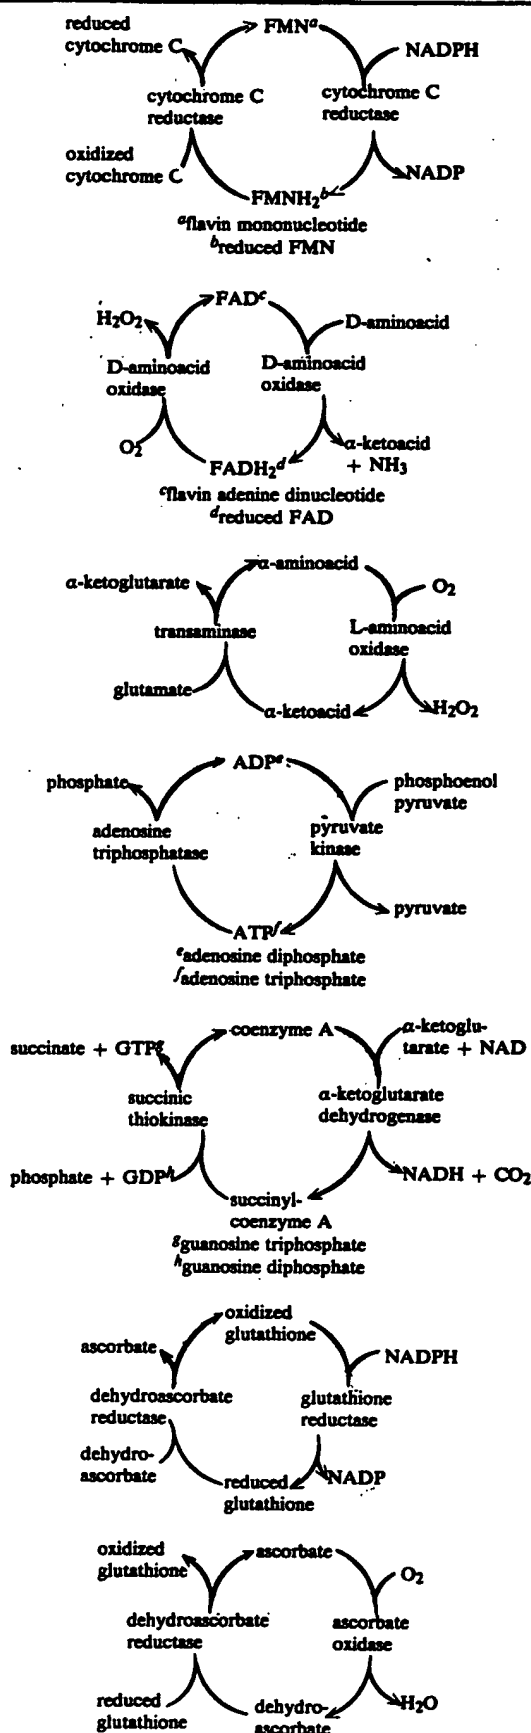 reduced
cytochrome C
FMNᵃ
NADPH
cytochrome C
reductase
cytochrome C
reductase
oxidized
cytochrome C
NADP
FMNH₂ᵇ
ᵃflavin mononucleotide
ᵇreduced FMN
H₂O₂
FADᶜ
D-aminoacid
D-aminoacid
oxidase
D-aminoacid
oxidase
O₂
α-ketoacid
+ NH₃
FADH₂ᵈ
ᶜflavin adenine dinucleotide
ᵈreduced FAD
α-ketoglutarate
α-aminoacid
O₂
transaminase
L-aminoacid
oxidase
glutamate
α-ketoacid
H₂O₂
phosphate
ADPᵉ
phosphoenol
pyruvate
adenosine
triphosphatase
pyruvate
kinase
pyruvate
ATPᶠ
ᵉadenosine diphosphate
ᶠadenosine triphosphate
succinate + GTPᵍ
coenzyme A
α-ketoglu-
tarate + NAD
succinic
thiokinase
α-ketoglutarate
dehydrogenase
phosphate + GDPʰ
NADH + CO₂
succinyl-
coenzyme A
ᵍguanosine triphosphate
ʰguanosine diphosphate
ascorbate
oxidized
glutathione
NADPH
dehydroascorbate
reductase
glutathione
reductase
dehydro-
ascorbate
reduced
glutathione
NADP
oxidized
glutathione
ascorbate
O₂
dehydroascorbate
reductase
ascorbate
oxidase
reduced
glutathione
dehydro-
ascorbate
H₂O